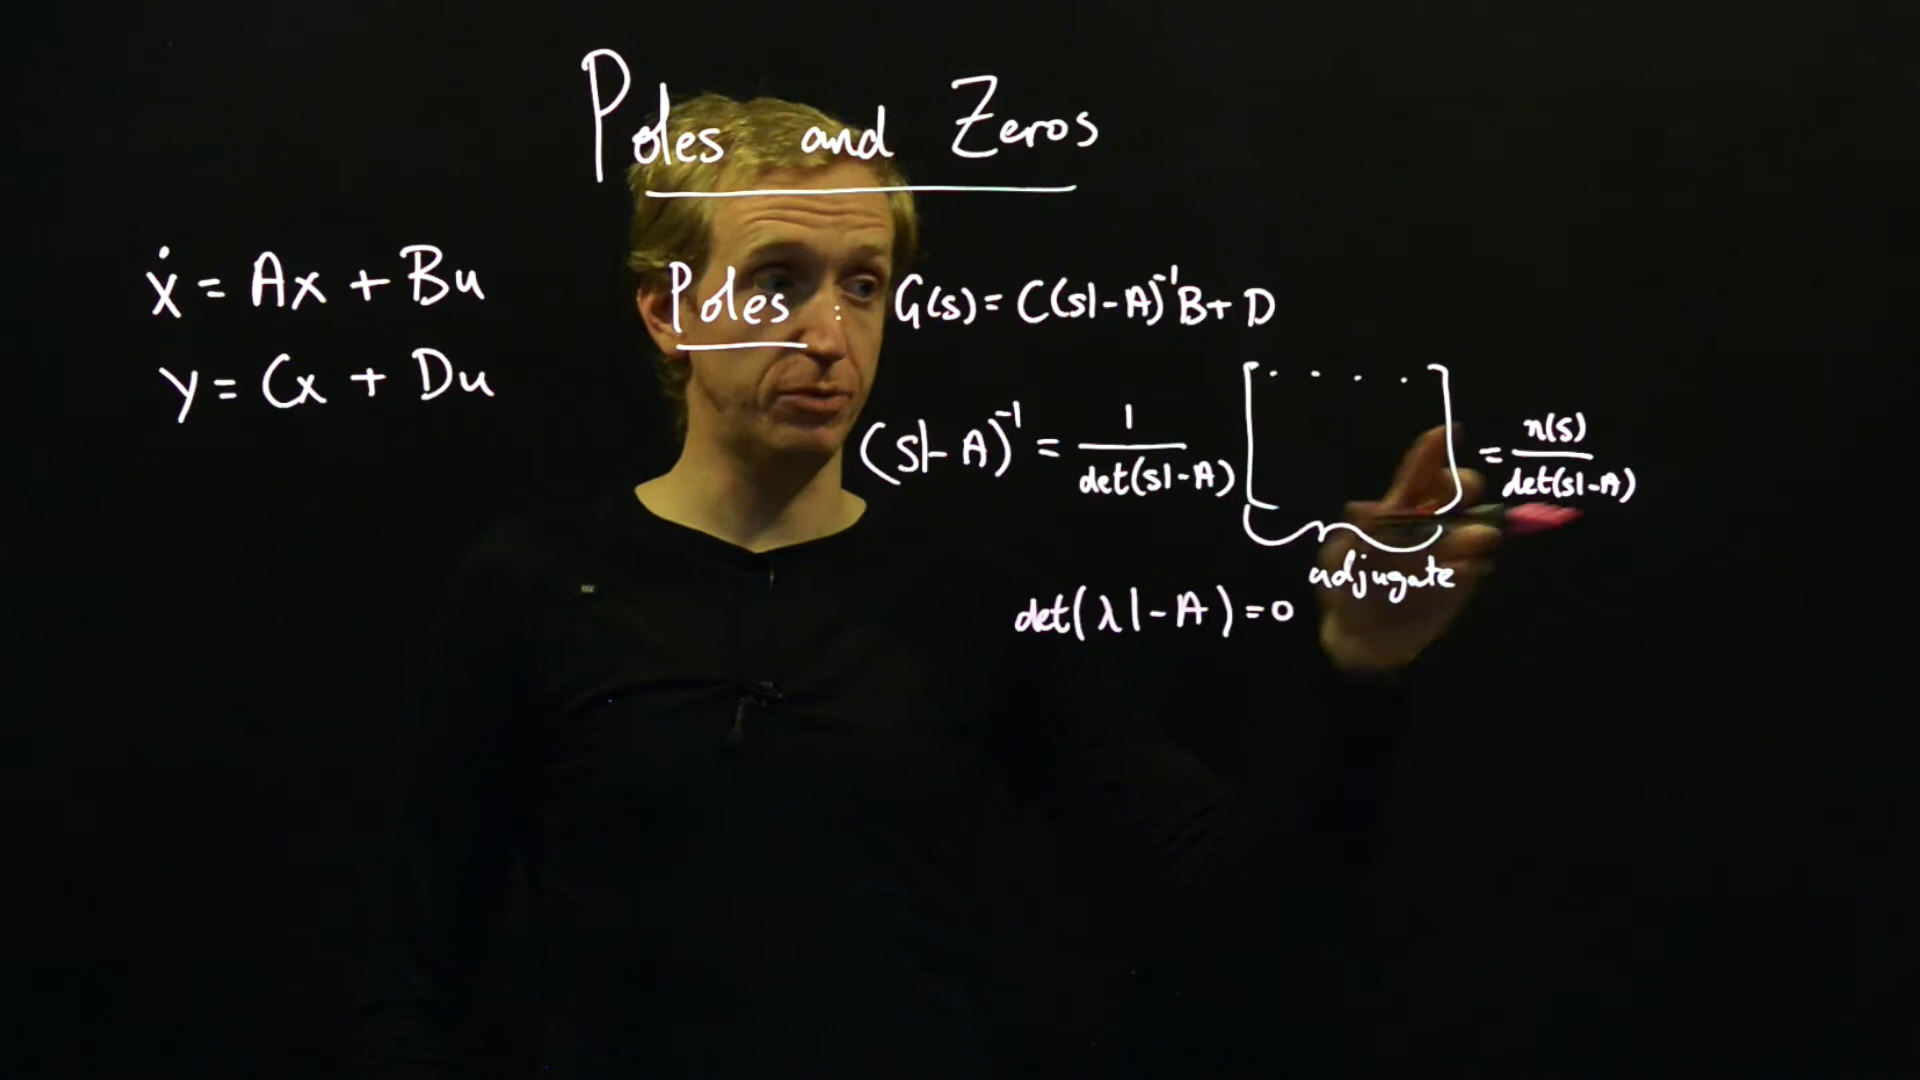 Poles and Zeros
ẋ = Ax + Bu
y = Cx + Du
Poles : G(s) = C(sI - A)⁻¹B + D
(sI - A)⁻¹ = 1/det(sI - A) [ . . . . ] = n(s)/det(sI - A)
adjugate
det(λI - A) = 0